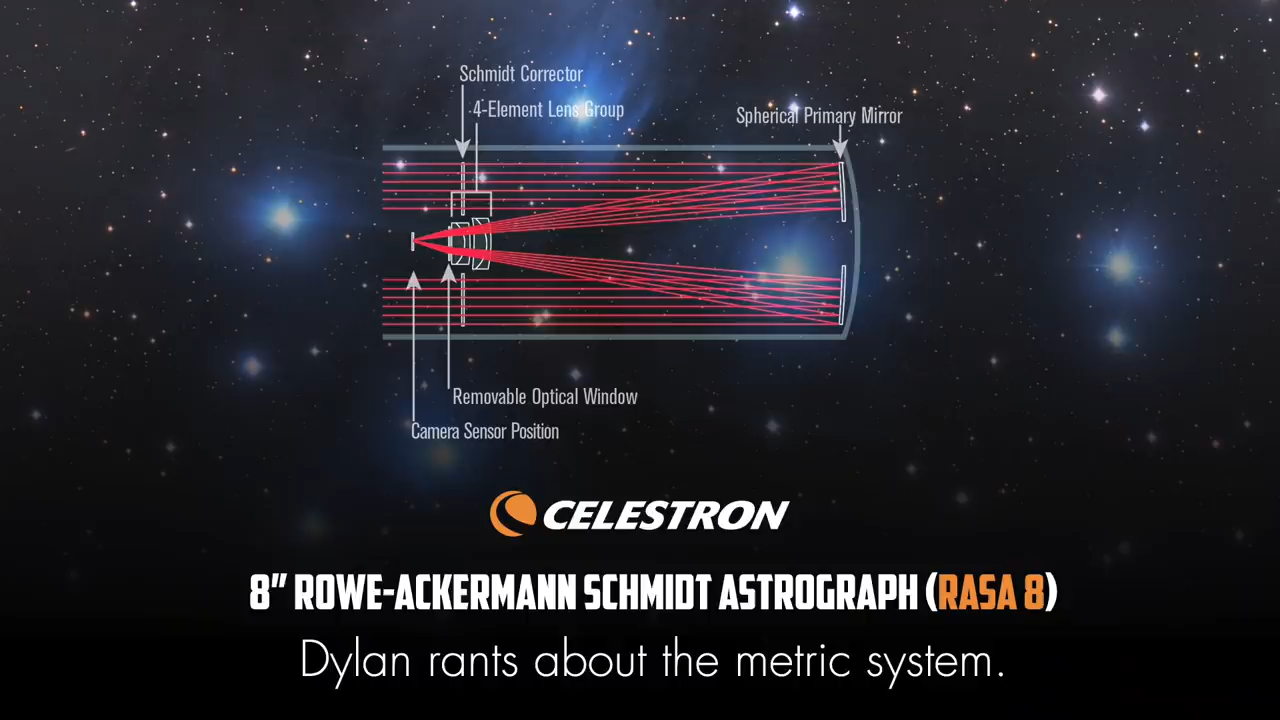 Schmidt Corrector
4-Element Lens Group
Spherical Primary Mirror
Removable Optical Window
Camera Sensor Position
CELESTRON
8" ROWE-ACKERMANN SCHMIDT ASTROGRAPH (RASA 8)
Dylan rants about the metric system.